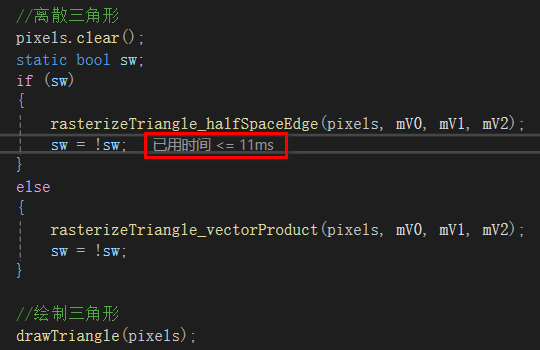 //离散三角形
pixels.clear();
static bool sw;
if (sw)
{
rasterizeTriangle_halfSpaceEdge(pixels, mV0, mV1, mV2);
sw = !sw; 已用时间 <= 11ms
}
else
{
rasterizeTriangle_vectorProduct(pixels, mV0, mV1, mV2);
sw = !sw;
}
//绘制三角形
drawTriangle(pixels);